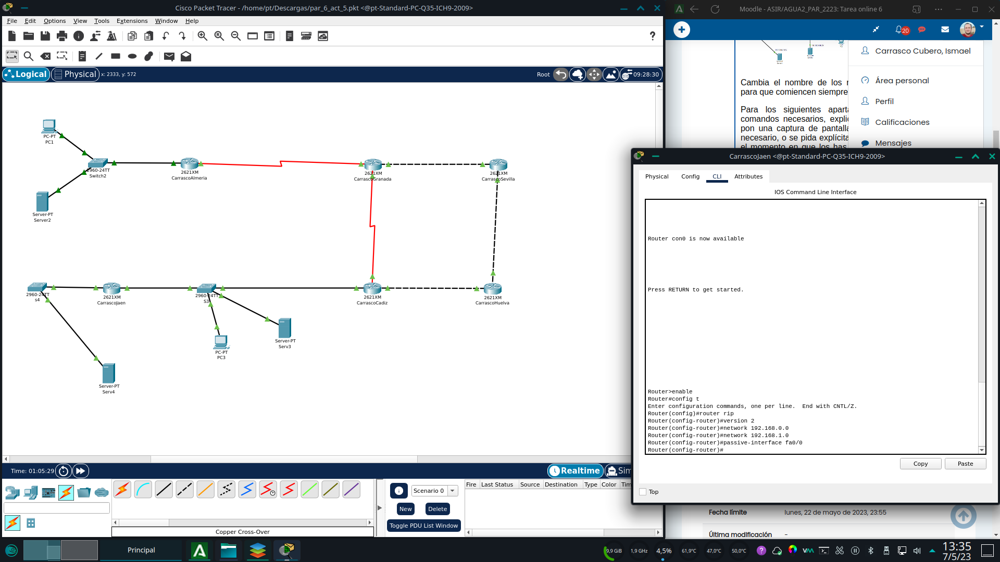 Cisco Packet Tracer - /home/pt/Descargas/par_6_act_5.pkt <@pt-Standard-PC-Q35-ICH9-2009>
File Edit Options View Tools Extensions Window Help
?
Logical
Physical
x: 2333, y: 572
Root
09:28:30
PC-PT
PC1
2960-24TT
Switch2
Server-PT
Server2
2621XM
CarrascoAlmeria
2621XM
CarrascoGranada
2621XM
CarrascoSevilla
2960-24TT
s4
2621XM
CarrascoJaen
2960-24TT
S3
2621XM
CarrascoCadiz
2621XM
CarrascoHuelva
Server-PT
Serv3
PC-PT
PC3
Server-PT
Serv4
Time: 01:05:29
Realtime
Sim
Scenario 0
New
Delete
Toggle PDU List Window
Fire Last Status Source Destination Type Color Tim
Copper Cross-Over
Moodle - ASIR/AGUA2_PAR_2223: Tarea online 6
20
Carrasco Cubero, Ismael
Área personal
Perfil
Calificaciones
Mensajes
Cambia el nombre de los
para que comiencen siempre
Para los siguientes
comandos necesarios,
pon una captura de
necesario, o se pida
el momento en que los has
CarrascoJaen <@pt-Standard-PC-Q35-ICH9-2009>
Physical Config CLI Attributes
IOS Command Line Interface
Router con0 is now available
Press RETURN to get started.
Router>enable
Router#config t
Enter configuration commands, one per line.  End with CNTL/Z.
Router(config)#router rip
Router(config-router)#version 2
Router(config-router)#network 192.168.0.0
Router(config-router)#network 192.168.1.0
Router(config-router)#passive-interface fa0/0
Router(config-router)#
Copy
Paste
Top
Fecha límite
lunes, 22 de mayo de 2023, 23:55
Última modificación
-
Principal
9,9 GiB
1,9 GHz
4,5%
61,9°C
47,0°C
50,0°C
13:35
7/5/23